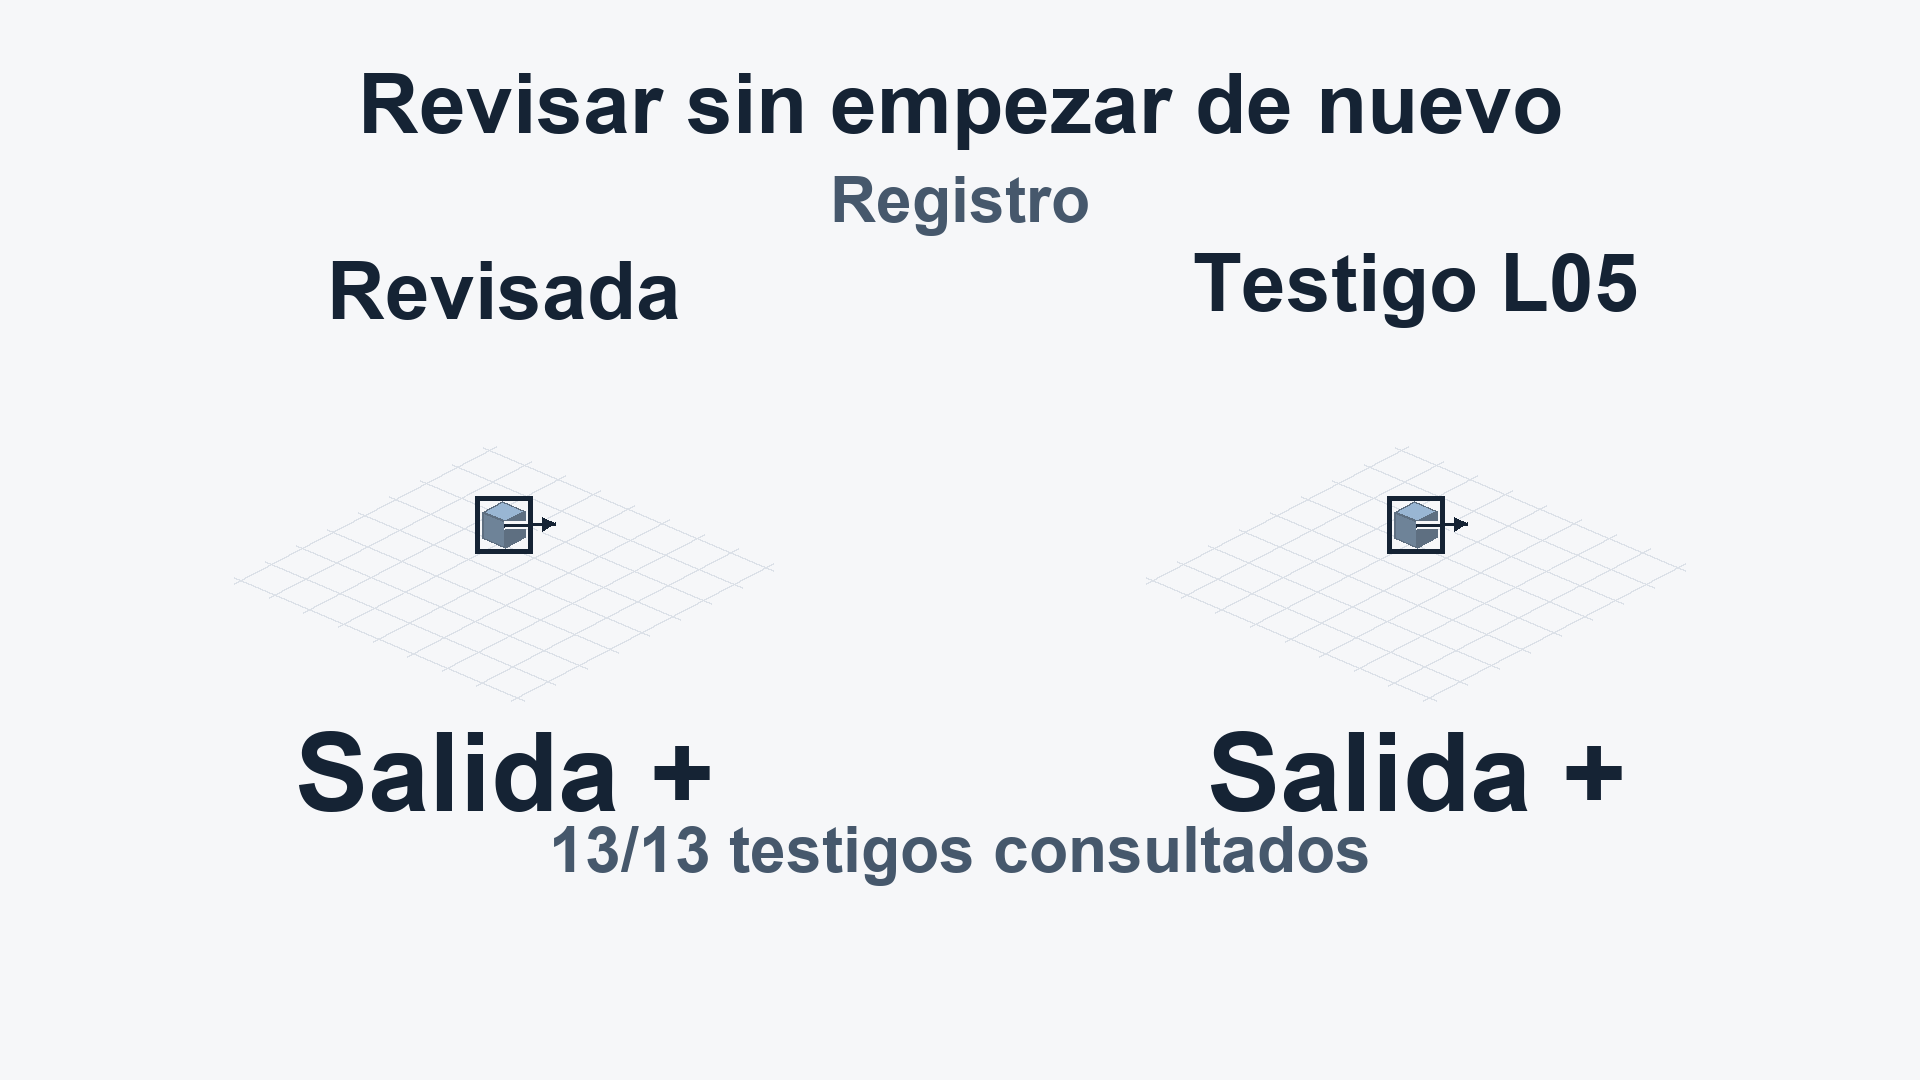 Revisar sin empezar de nuevo
Registro
Revisada
Testigo L05
Salida +
Salida +
13/13 testigos consultados